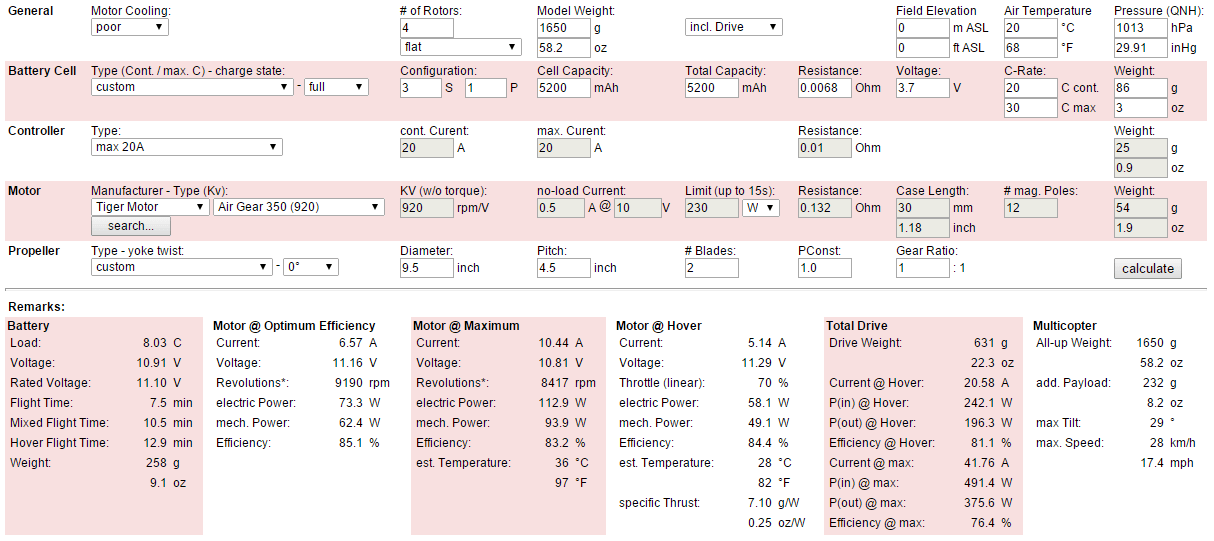 General Motor Cooling: # of Rotors: Model Weight: Field Elevation Air Temperature Pressure (QNH):
poor 4 1650 g incl. Drive 0 m ASL 20 °C 1013 hPa
flat 58.2 oz 0 ft ASL 68 °F 29.91 inHg
Battery Cell Type (Cont. / max. C) - charge state: Configuration: Cell Capacity: Total Capacity: Resistance: Voltage: C-Rate: Weight:
custom - full 3 S 1 P 5200 mAh 5200 mAh 0.0068 Ohm 3.7 V 20 C cont. 86 g
30 C max 3 oz
Controller Type: cont. Curent: max. Curent: Resistance: Weight:
max 20A 20 A 20 A 0.01 Ohm 25 g
0.9 oz
Motor Manufacturer - Type (Kv): KV (w/o torque): no-load Current: Limit (up to 15s): Resistance: Case Length: # mag. Poles: Weight:
Tiger Motor Air Gear 350 (920) 920 rpm/V 0.5 A @ 10 V 230 W 0.132 Ohm 30 mm 12 54 g
search... 1.18 inch 1.9 oz
Propeller Type - yoke twist: Diameter: Pitch: # Blades: PConst: Gear Ratio:
custom - 0° 9.5 inch 4.5 inch 2 1.0 1 : 1 calculate
Remarks:
Battery Motor @ Optimum Efficiency Motor @ Maximum Motor @ Hover Total Drive Multicopter
Load: 8.03 C Current: 6.57 A Current: 10.44 A Current: 5.14 A Drive Weight: 631 g All-up Weight: 1650 g
Voltage: 10.91 V Voltage: 11.16 V Voltage: 10.81 V Voltage: 11.29 V 22.3 oz 58.2 oz
Rated Voltage: 11.10 V Revolutions*: 9190 rpm Revolutions*: 8417 rpm Throttle (linear): 70 % Current @ Hover: 20.58 A add. Payload: 232 g
Flight Time: 7.5 min electric Power: 73.3 W electric Power: 112.9 W electric Power: 58.1 W P(in) @ Hover: 242.1 W 8.2 oz
Mixed Flight Time: 10.5 min mech. Power: 62.4 W mech. Power: 93.9 W mech. Power: 49.1 W P(out) @ Hover: 196.3 W max Tilt: 29 °
Hover Flight Time: 12.9 min Efficiency: 85.1 % Efficiency: 83.2 % Efficiency: 84.4 % Efficiency @ Hover: 81.1 % max. Speed: 28 km/h
Weight: 258 g est. Temperature: 36 °C est. Temperature: 28 °C Current @ max: 41.76 A 17.4 mph
9.1 oz 97 °F 82 °F P(in) @ max: 491.4 W
specific Thrust: 7.10 g/W P(out) @ max: 375.6 W
0.25 oz/W Efficiency @ max: 76.4 %